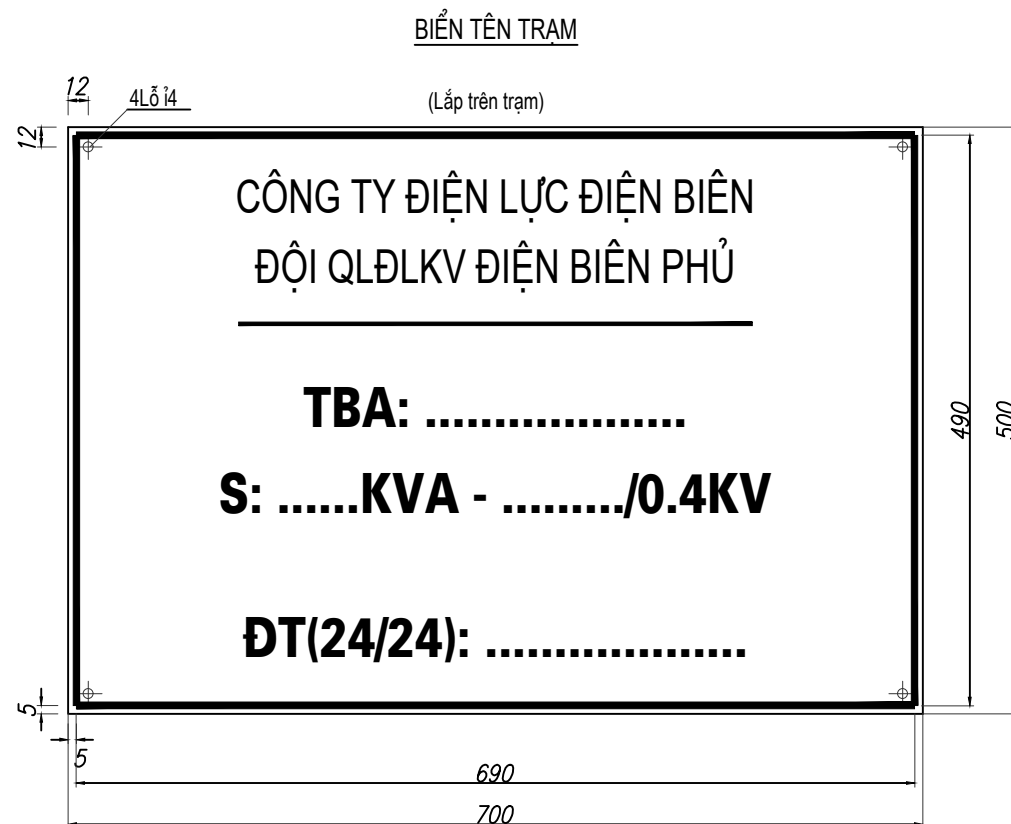 BIỂN TÊN TRẠM
(Lắp trên trạm)
12
4Lỗ ỉ4
12
CÔNG TY ĐIỆN LỰC ĐIỆN BIÊN
ĐỘI QLĐLKV ĐIỆN BIÊN PHỦ
TBA: ...................
S: ......KVA - ........./0.4KV
ĐT(24/24): ...................
490
500
5
5
690
700